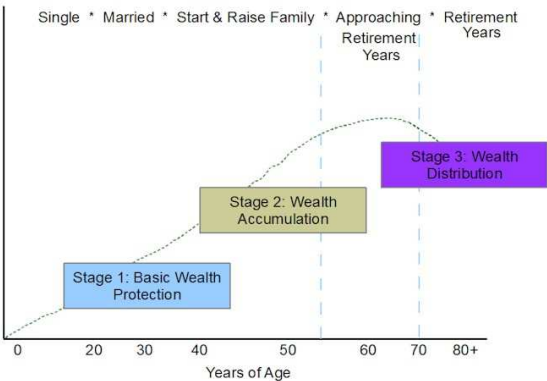 Single * Married * Start & Raise Family * Approaching * Retirement
Retirement Years
Years
Stage 3: Wealth
Distribution
Stage 2: Wealth
Accumulation
Stage 1: Basic Wealth
Protection
0 20 30 40 50 60 70 80+
Years of Age